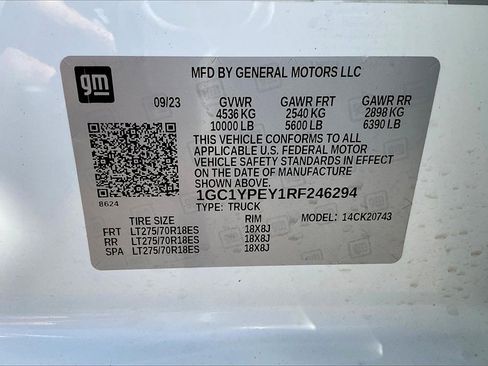 gm
MFD BY GENERAL MOTORS LLC
09/23 GVWR GAWR FRT GAWR RR
4536 KG 2540 KG 2898 KG
10000 LB 5600 LB 6390 LB
THIS VEHICLE CONFORMS TO ALL
APPLICABLE U.S. FEDERAL MOTOR
VEHICLE SAFETY STANDARDS IN EFFECT
ON THE DATE OF MANUFACTURE
SHOWN ABOVE.
1GC1YPEY1RF246294
8624 TYPE: TRUCK
TIRE SIZE RIM MODEL: 14CK20743
FRT LT275/70R18ES 18X8J
RR LT275/70R18ES 18X8J
SPA LT275/70R18ES 18X8J